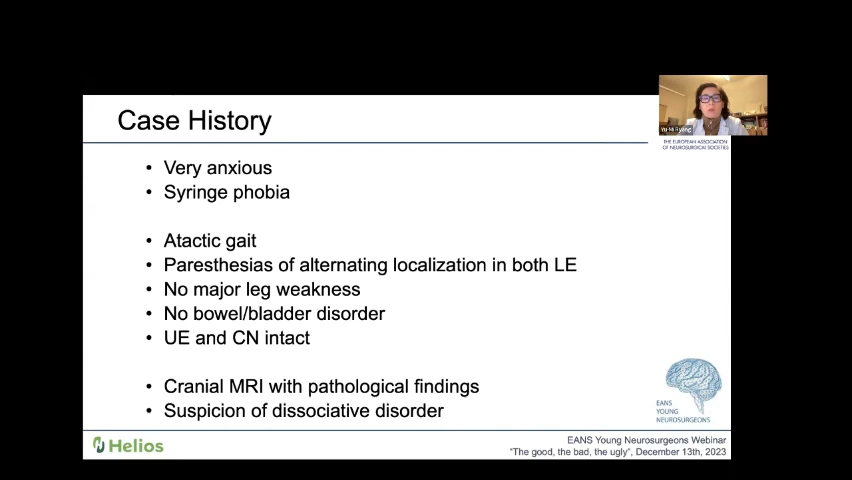 Case History
Yu-Mi Ryang
THE EUROPEAN ASSOCIATION
OF NEUROSURGICAL SOCIETIES
• Very anxious
• Syringe phobia
• Atactic gait
• Paresthesias of alternating localization in both LE
• No major leg weakness
• No bowel/bladder disorder
• UE and CN intact
• Cranial MRI with pathological findings
• Suspicion of dissociative disorder
EANS
YOUNG
NEUROSURGEONS
Helios
EANS Young Neurosurgeons Webinar
"The good, the bad, the ugly", December 13th, 2023